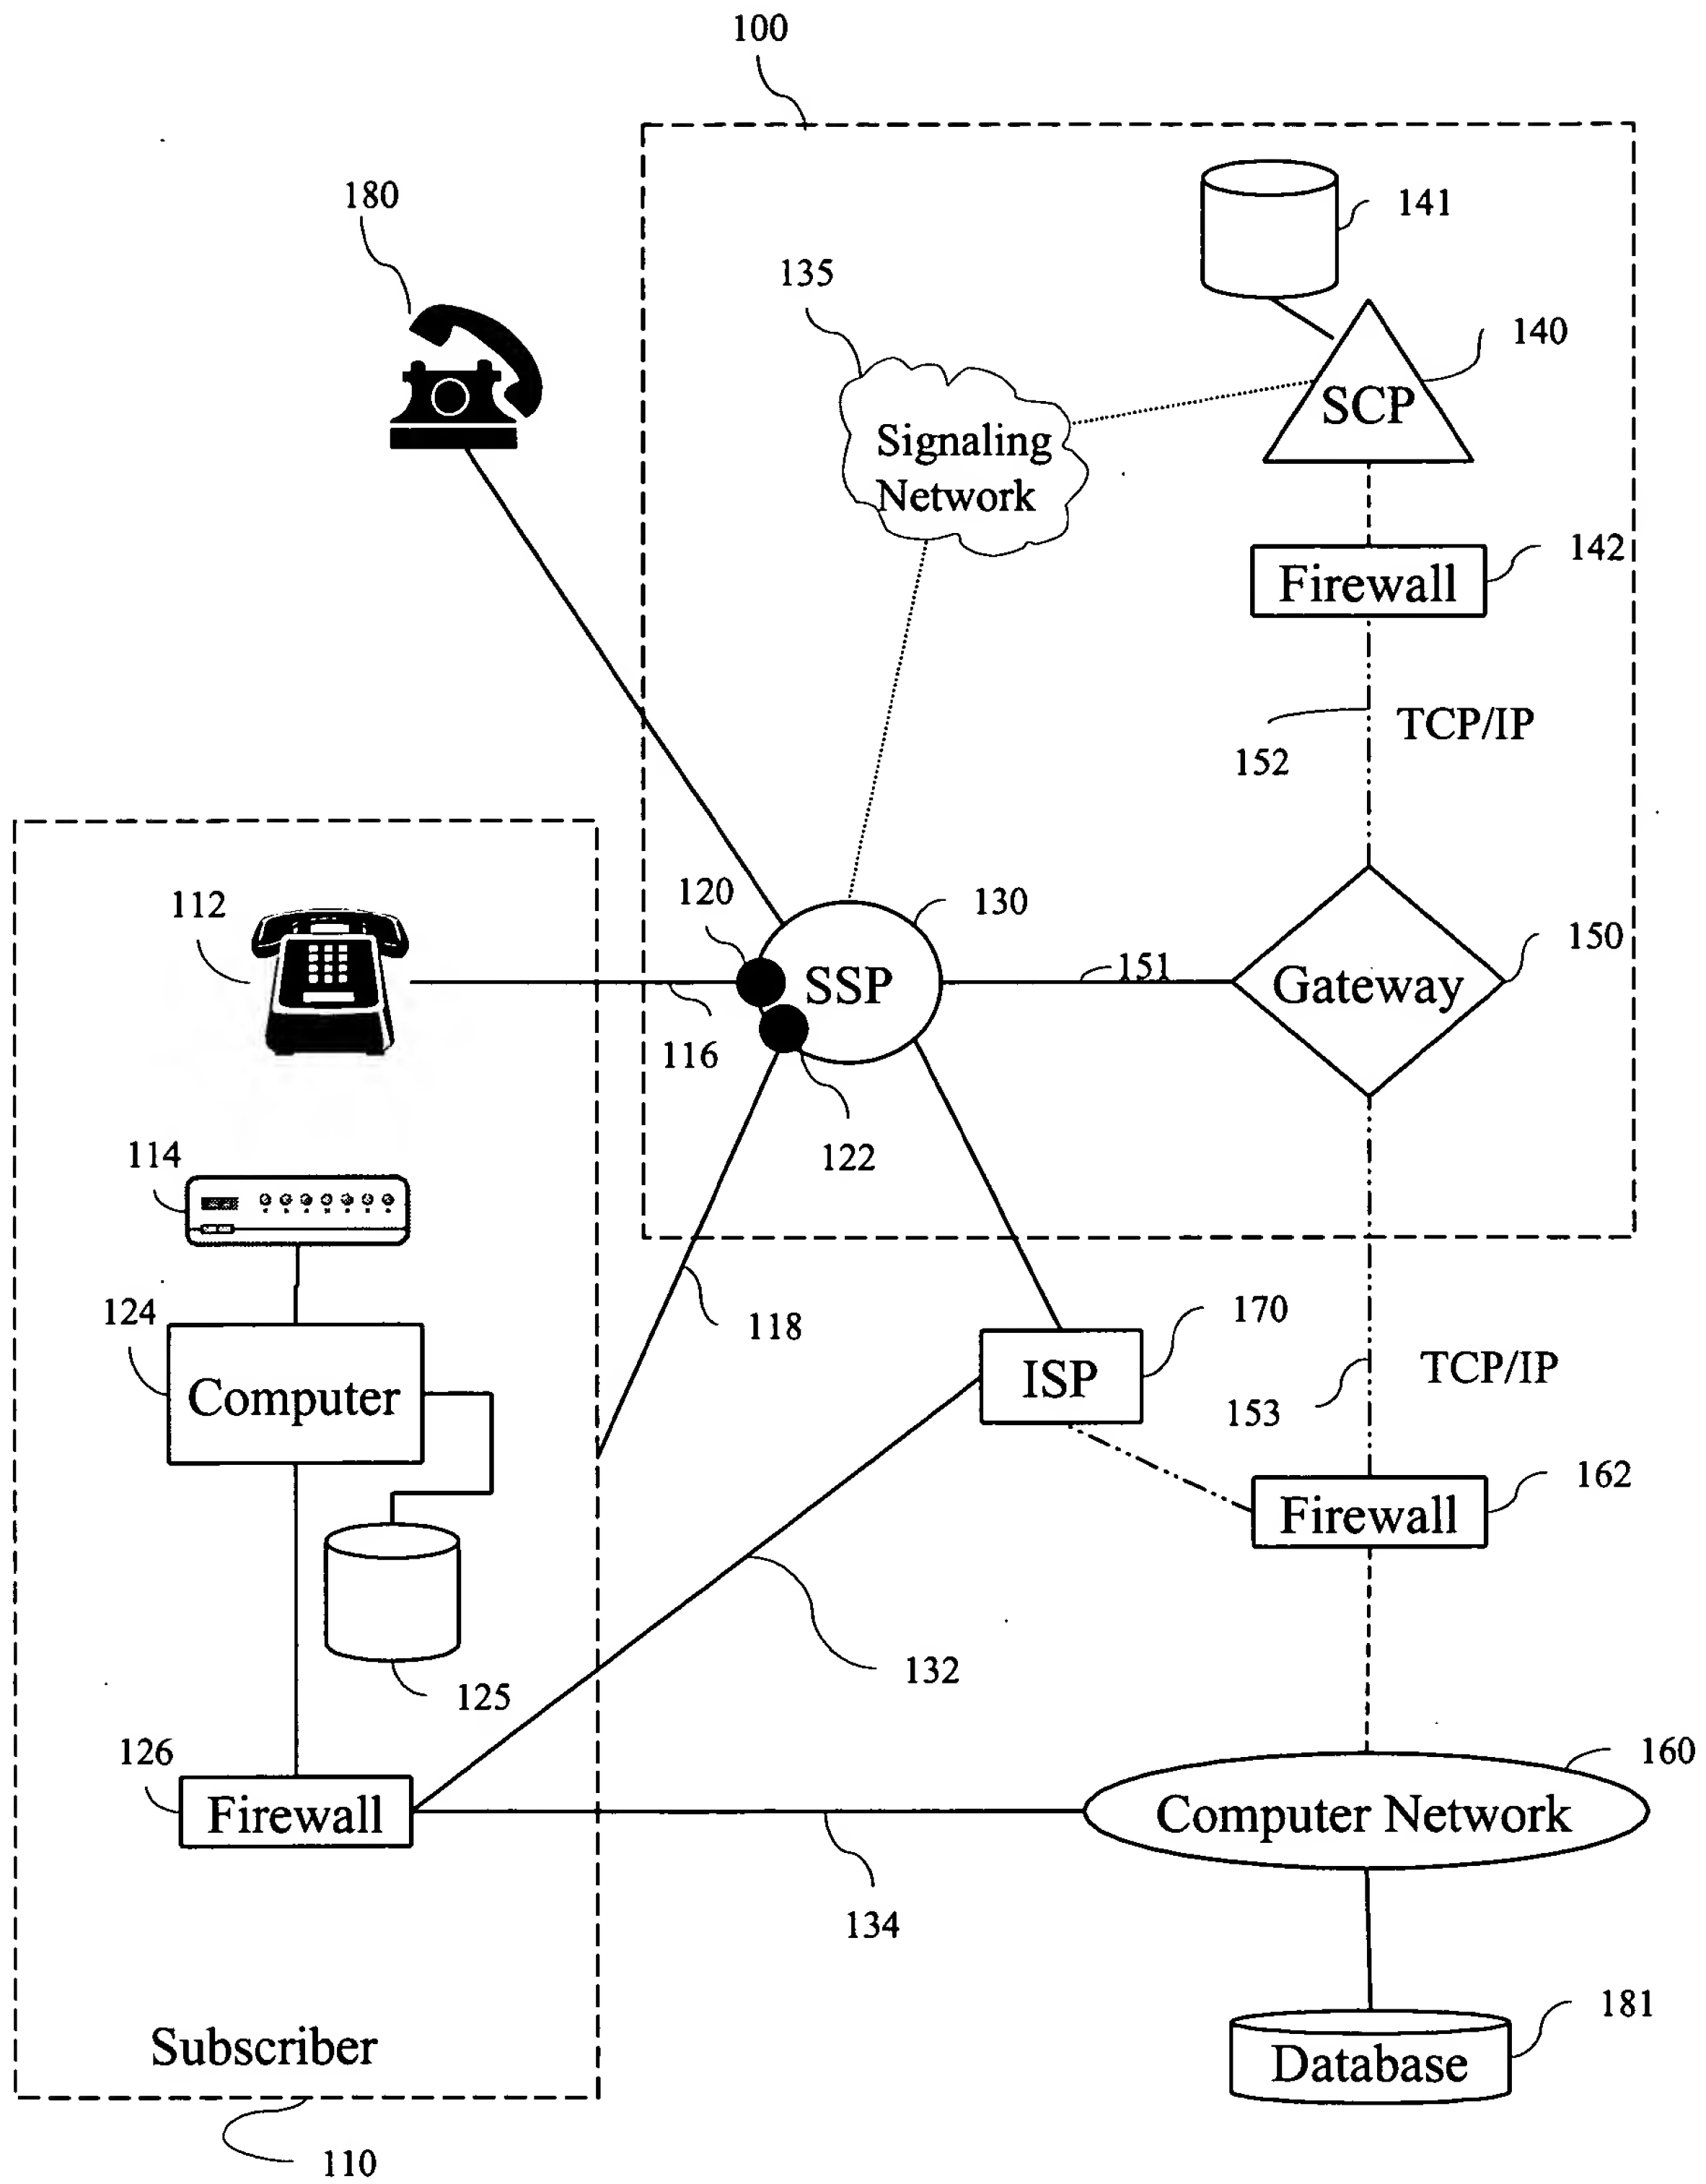 100
180
141
135
140
SCP
Signaling
Network
142
Firewall
TCP/IP
152
120
130
112
150
SSP
151
Gateway
116
122
114
170
124
118
ISP
TCP/IP
153
Computer
162
Firewall
132
125
126
160
Firewall
Computer Network
134
181
Subscriber
Database
110